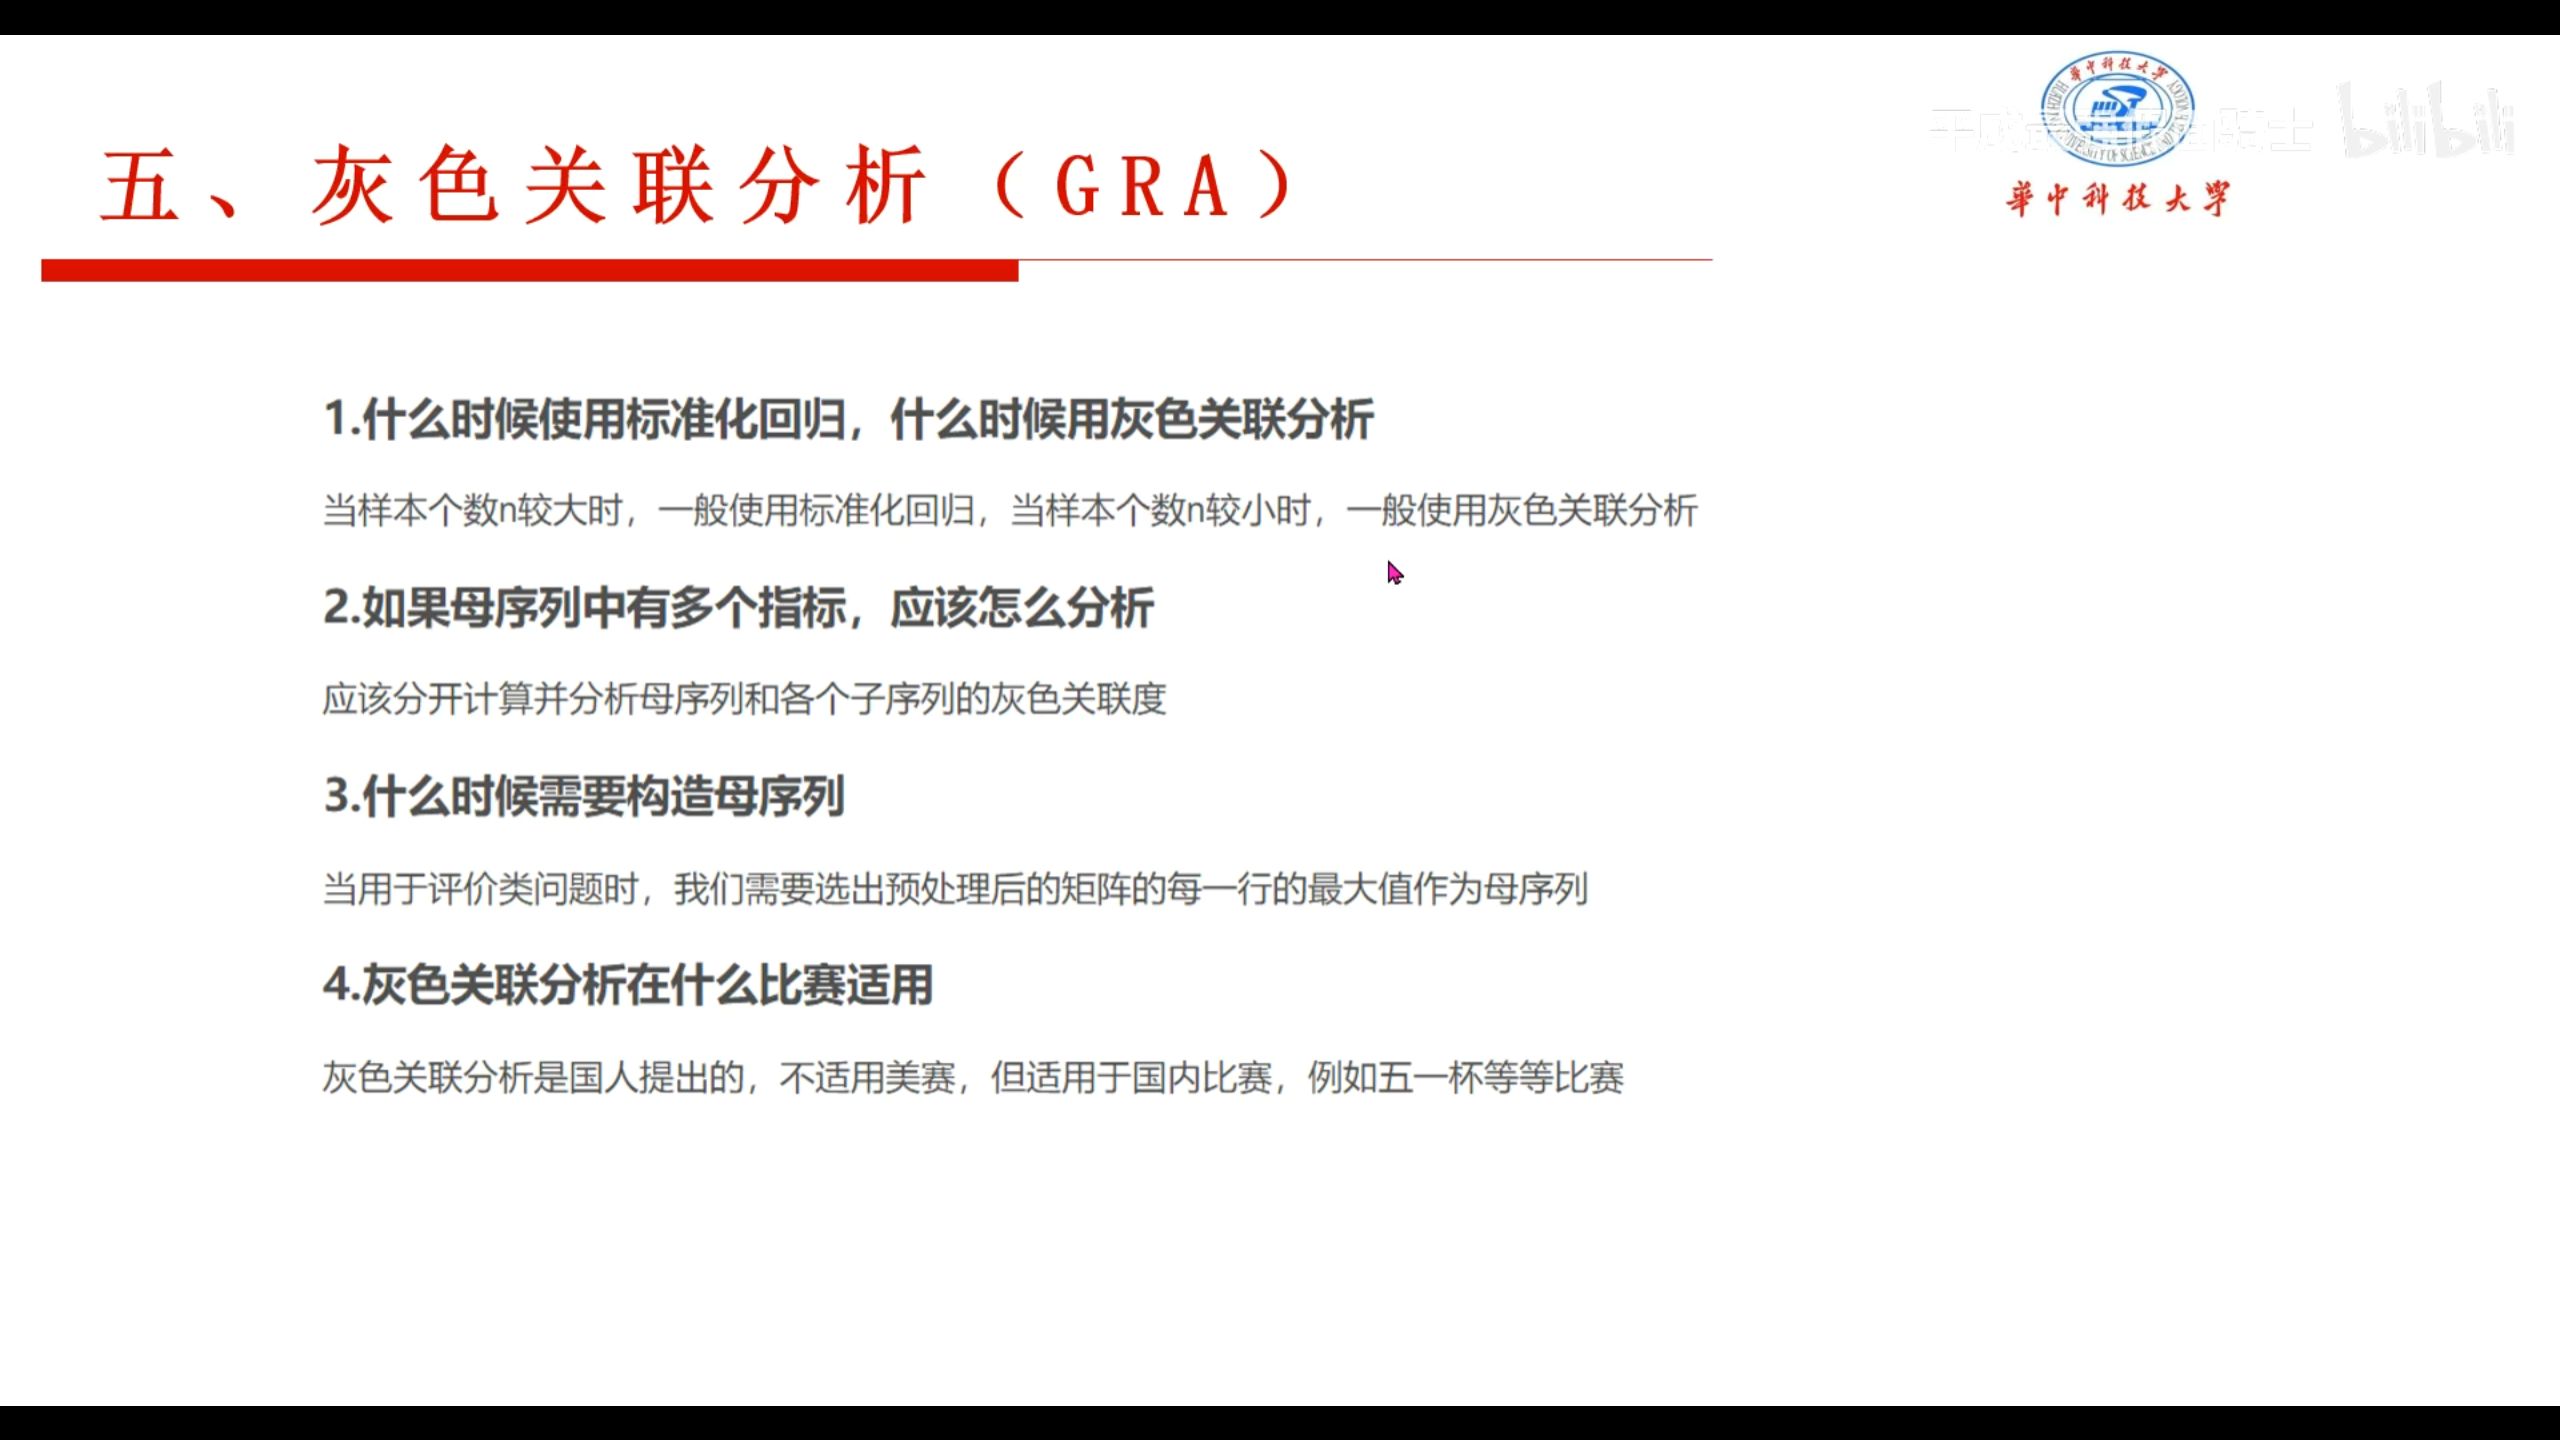 五、灰色关联分析（GRA）
華中科技大学
bilibili
華中科技大学
1.什么时候使用标准化回归，什么时候用灰色关联分析
当样本个数n较大时，一般使用标准化回归，当样本个数n较小时，一般使用灰色关联分析
2.如果母序列中有多个指标，应该怎么分析
应该分开计算并分析母序列和各个子序列的灰色关联度
3.什么时候需要构造母序列
当用于评价类问题时，我们需要选出预处理后的矩阵的每一行的最大值作为母序列
4.灰色关联分析在什么比赛适用
灰色关联分析是国人提出的，不适用美赛，但适用于国内比赛，例如五一杯等等比赛